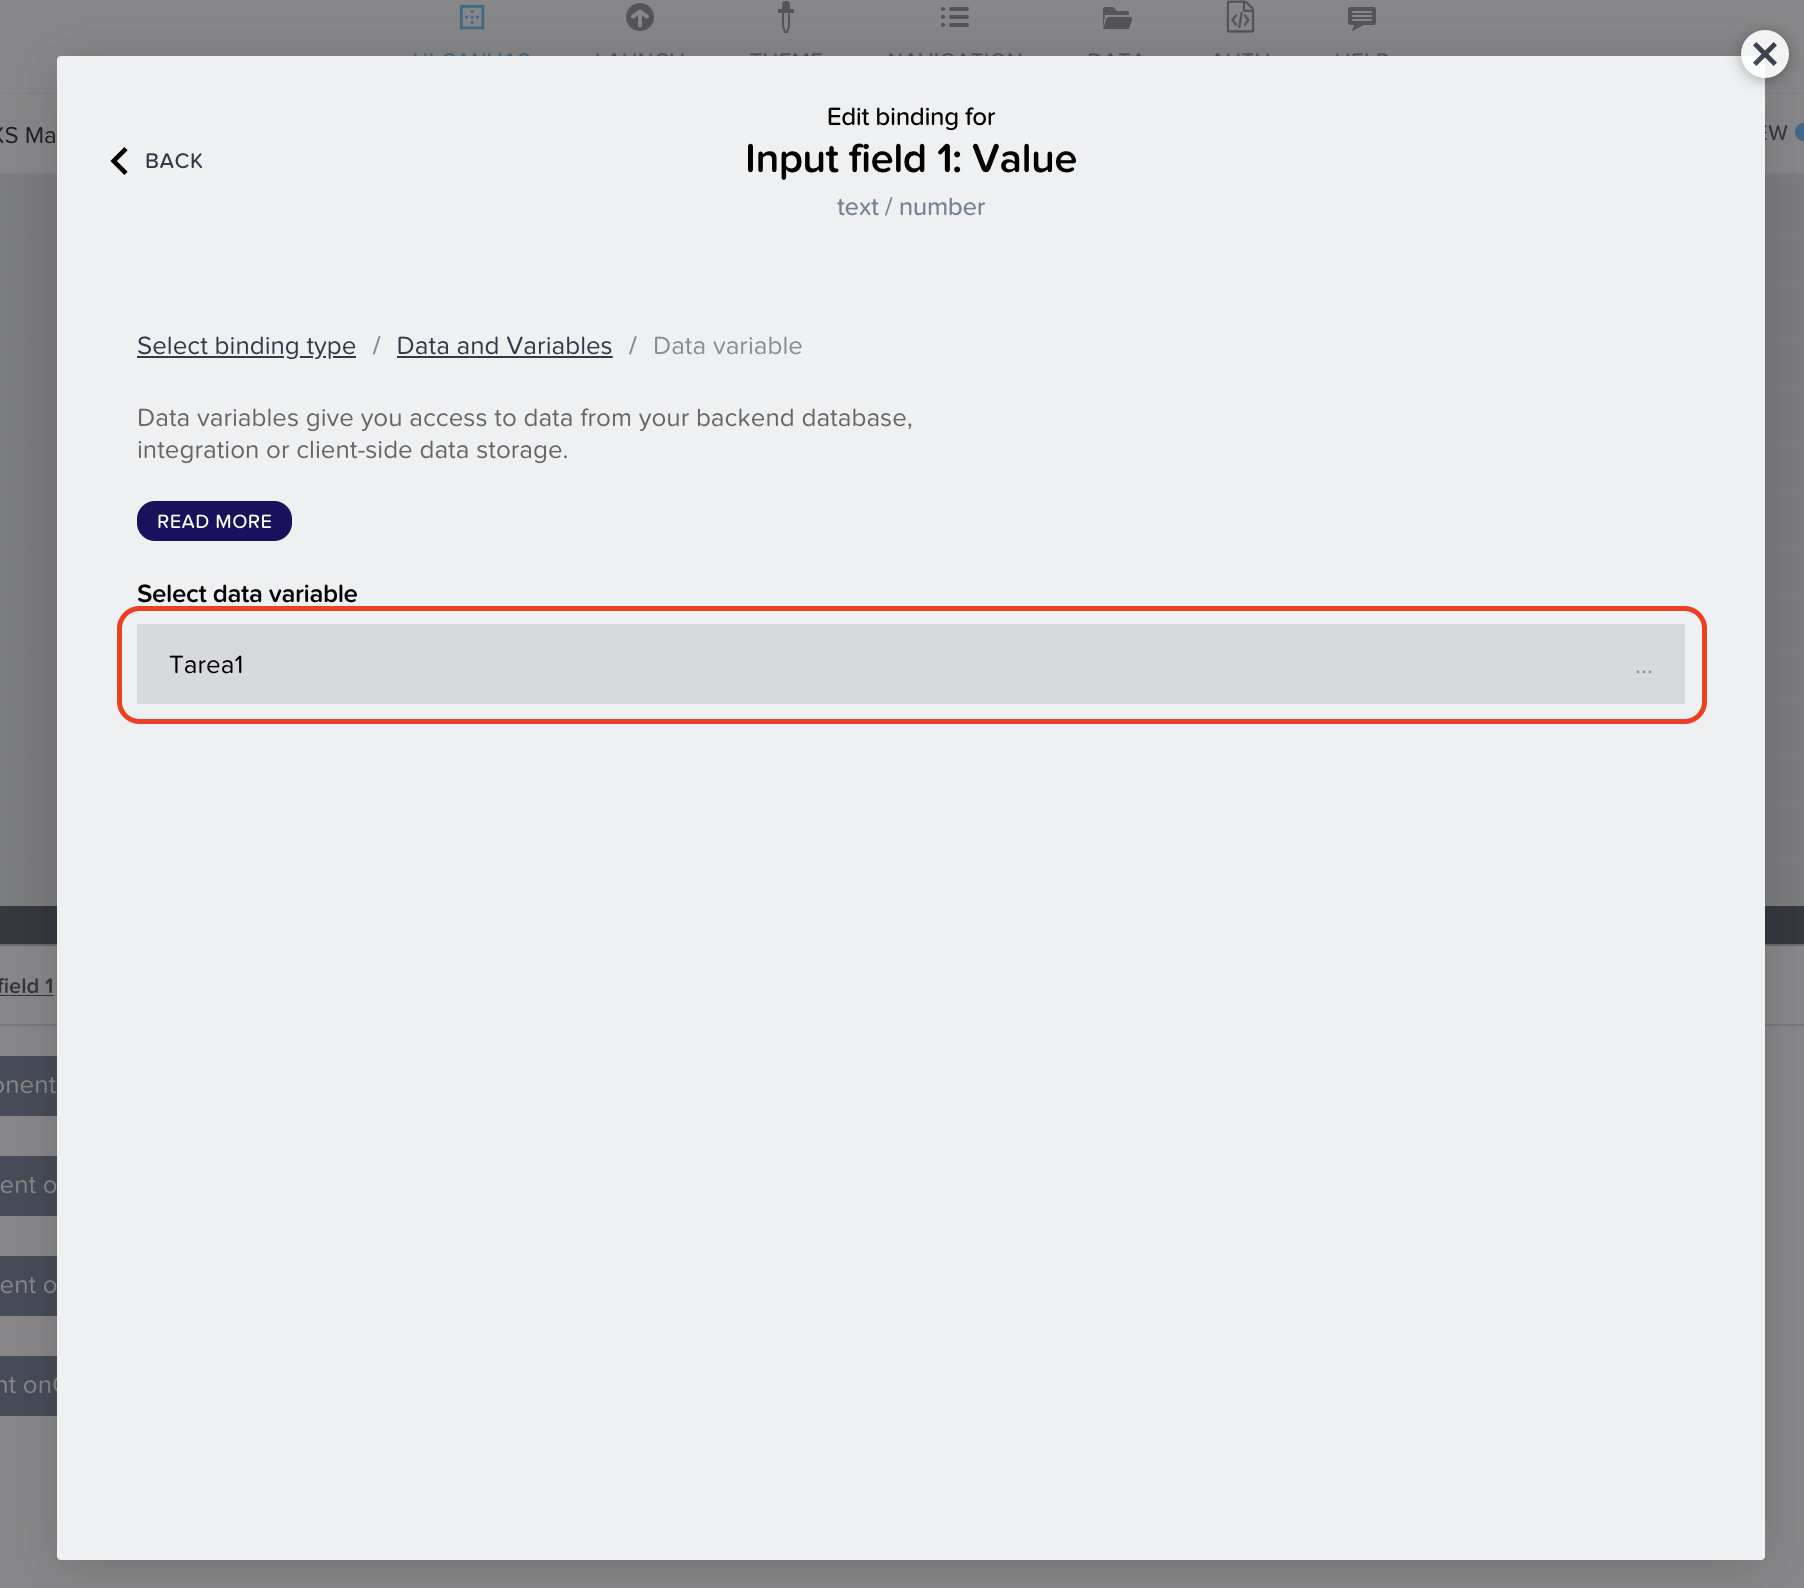 Edit binding for
BACK
Input field 1: Value
text / number
Select binding type / Data and Variables / Data variable
Data variables give you access to data from your backend database,
integration or client-side data storage.
READ MORE
Select data variable
Tarea1
...
field 1